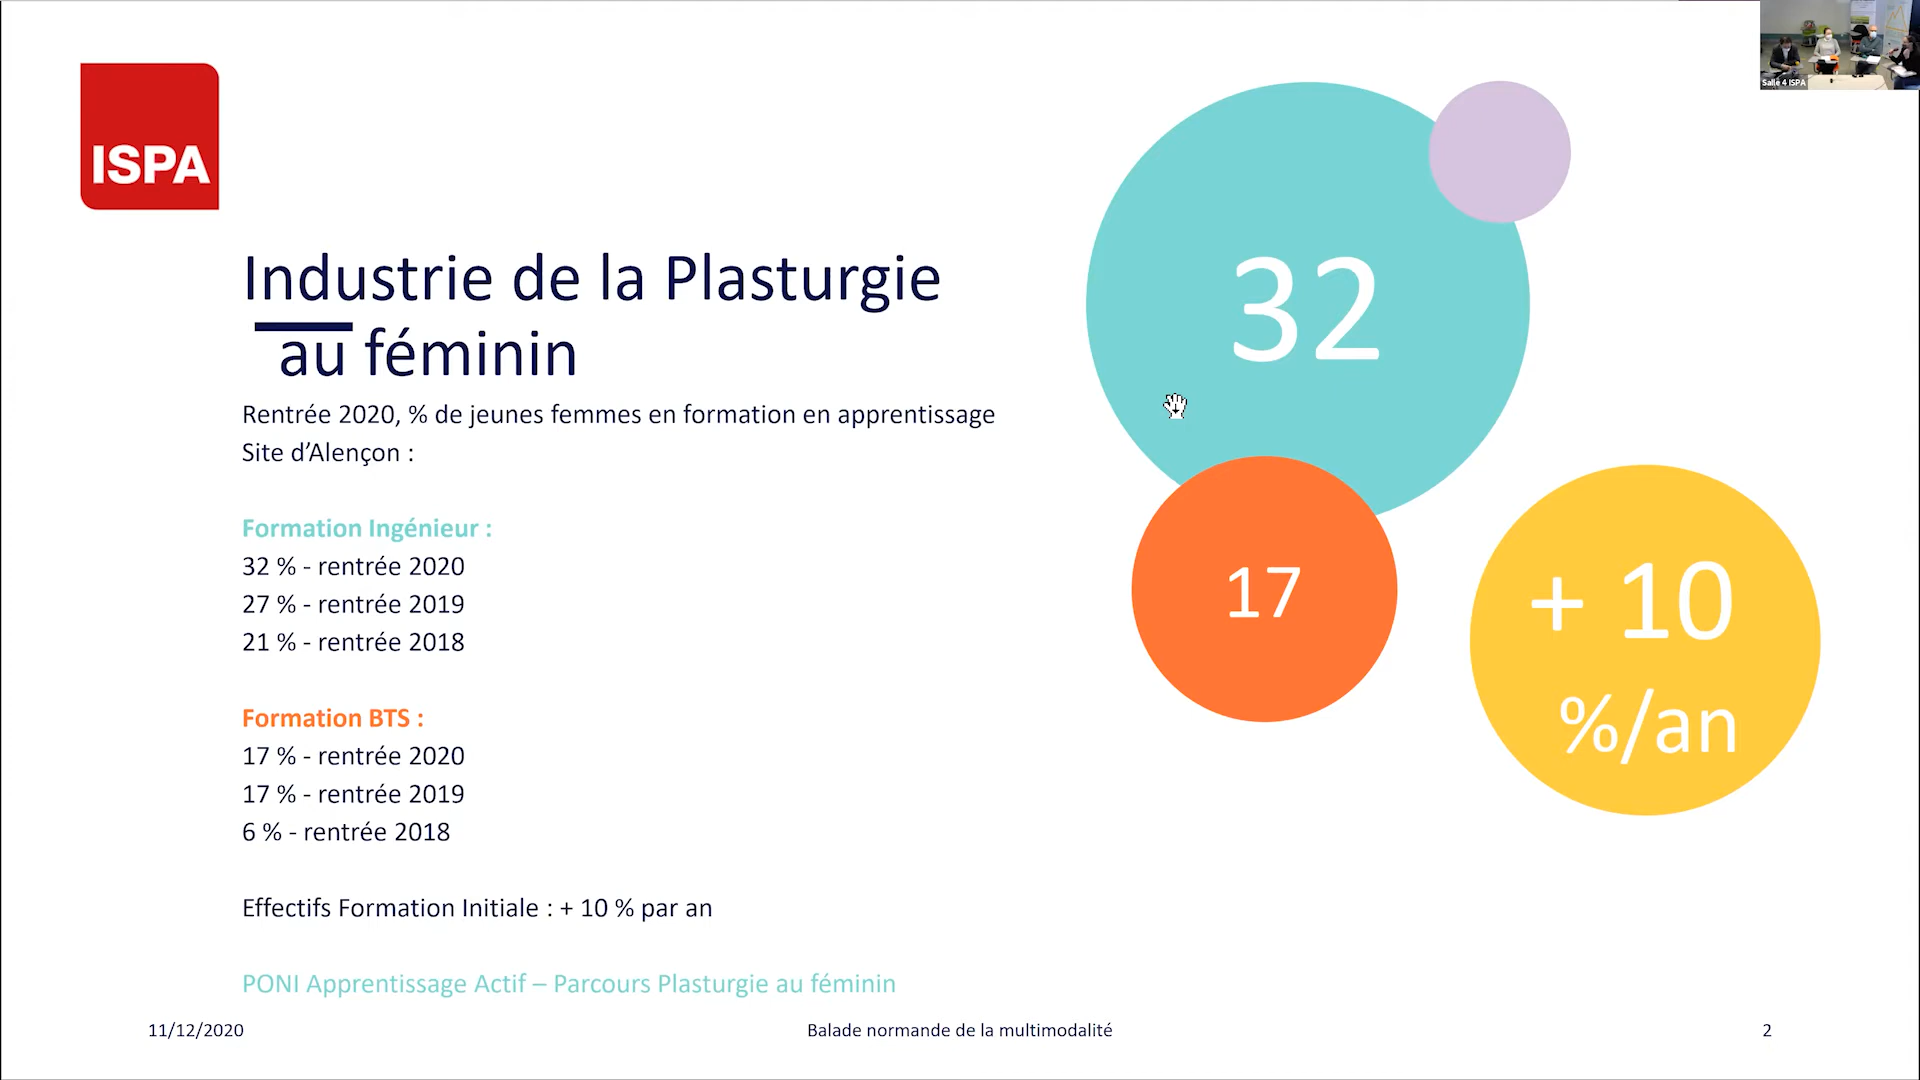 ISPA
Salle 4 ISPA
Industrie de la Plasturgie
au féminin
Rentrée 2020, % de jeunes femmes en formation en apprentissage
Site d'Alençon :
Formation Ingénieur :
32 % - rentrée 2020
27 % - rentrée 2019
21 % - rentrée 2018
Formation BTS :
17 % - rentrée 2020
17 % - rentrée 2019
6 % - rentrée 2018
Effectifs Formation Initiale : + 10 % par an
PONI Apprentissage Actif – Parcours Plasturgie au féminin
32
17
+ 10
%/an
11/12/2020
Balade normande de la multimodalité
2